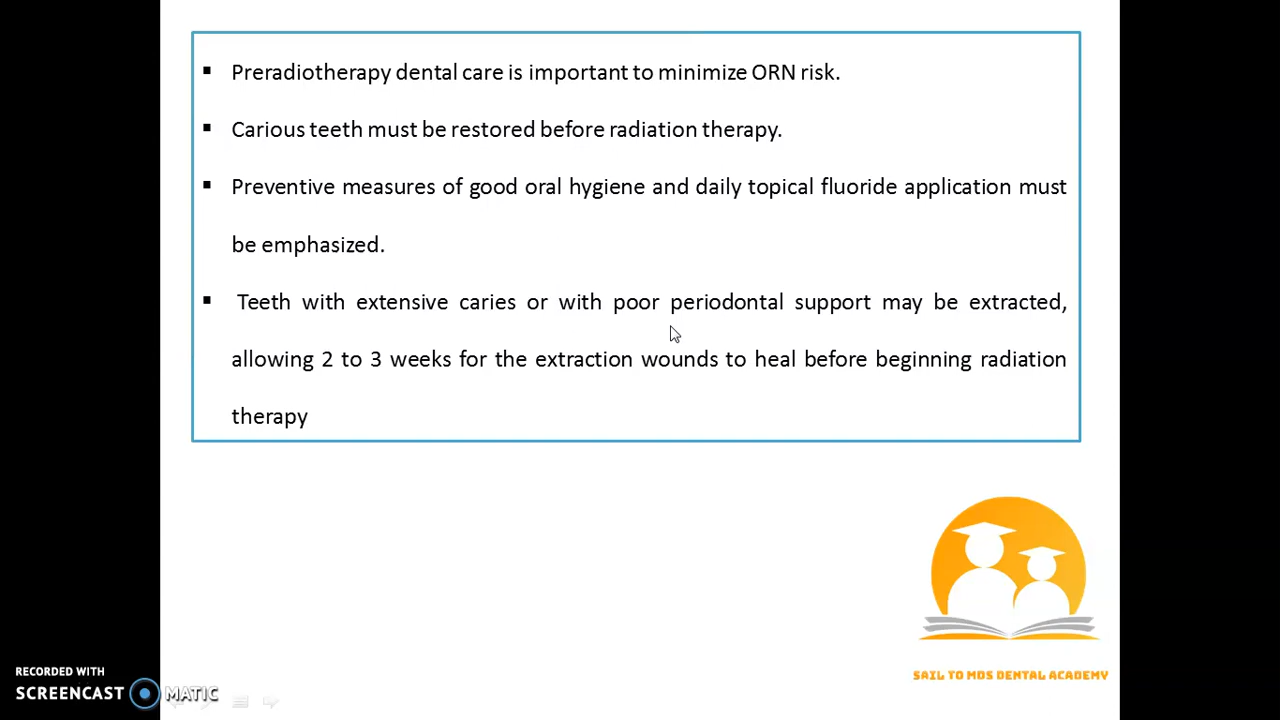 ▪ Preradiotherapy dental care is important to minimize ORN risk.
▪ Carious teeth must be restored before radiation therapy.
▪ Preventive measures of good oral hygiene and daily topical fluoride application must
be emphasized.
▪ Teeth with extensive caries or with poor periodontal support may be extracted,
allowing 2 to 3 weeks for the extraction wounds to heal before beginning radiation
therapy
SAIL TO MDS DENTAL ACADEMY
RECORDED WITH
SCREENCAST MATIC